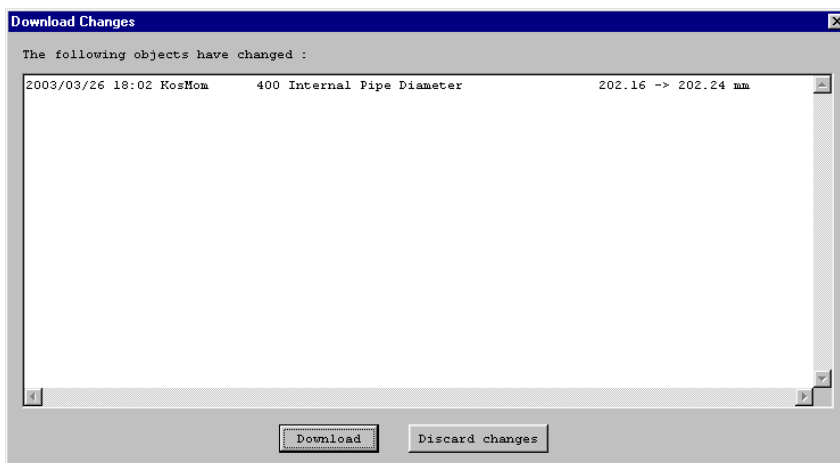 Download Changes
The following objects have changed :
2003/03/26 18:02 KosMom 400 Internal Pipe Diameter 202.16 -> 202.24 mm
Download Discard changes